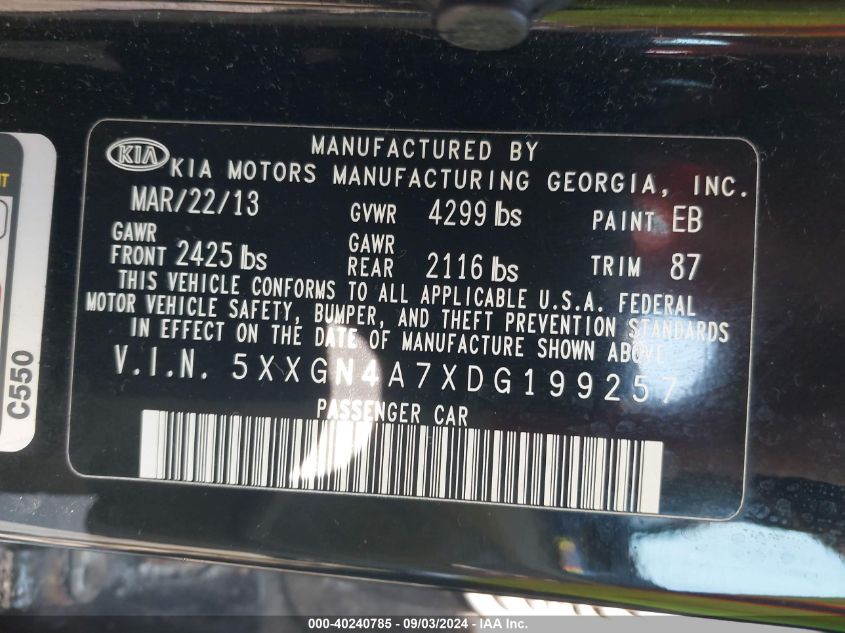 MANUFACTURED BY
KIA KIA MOTORS MANUFACTURING GEORGIA, INC.
MAR/22/13 GVWR 4299 lbs PAINT EB
GAWR FRONT 2425 lbs GAWR REAR 2116 lbs TRIM 87
THIS VEHICLE CONFORMS TO ALL APPLICABLE U.S.A. FEDERAL
MOTOR VEHICLE SAFETY, BUMPER, AND THEFT PREVENTION STANDARDS
IN EFFECT ON THE DATE OF MANUFACTURE SHOWN ABOVE
V.I.N. 5XXGN4A7XDG199257
PASSENGER CAR
C550
000-40240785 - 09/03/2024 - IAA Inc.